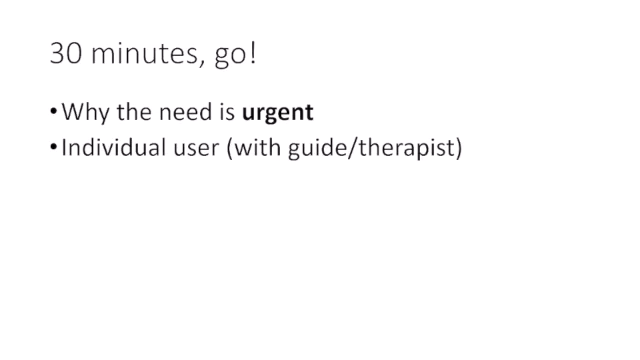 30 minutes, go!
•Why the need is urgent
•Individual user (with guide/therapist)